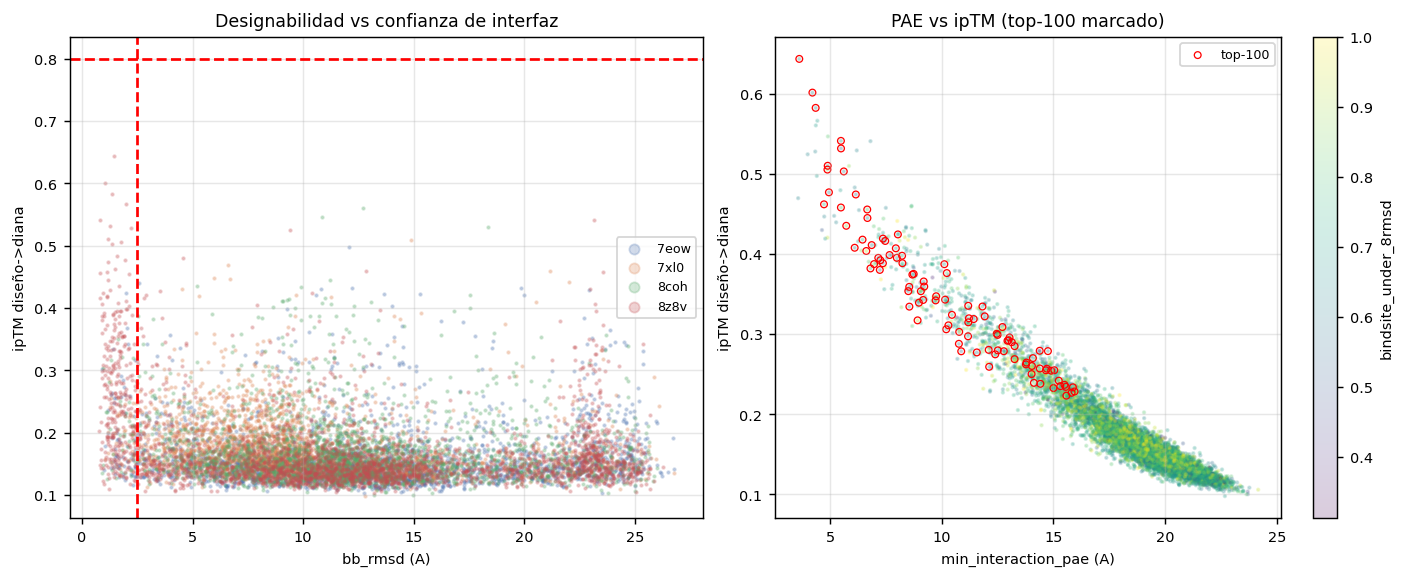 Designabilidad vs confianza de interfaz
ipTM diseño->diana
0.8
0.7
0.6
0.5
0.4
0.3
0.2
0.1
7eow
7xl0
8coh
8z8v
0
5
10
15
20
25
bb_rmsd (A)
PAE vs ipTM (top-100 marcado)
ipTM diseño->diana
0.6
0.5
0.4
0.3
0.2
0.1
top-100
5
10
15
20
25
min_interaction_pae (A)
1.0
0.9
0.8
0.7
0.6
0.5
0.4
bindsite_under_8rmsd